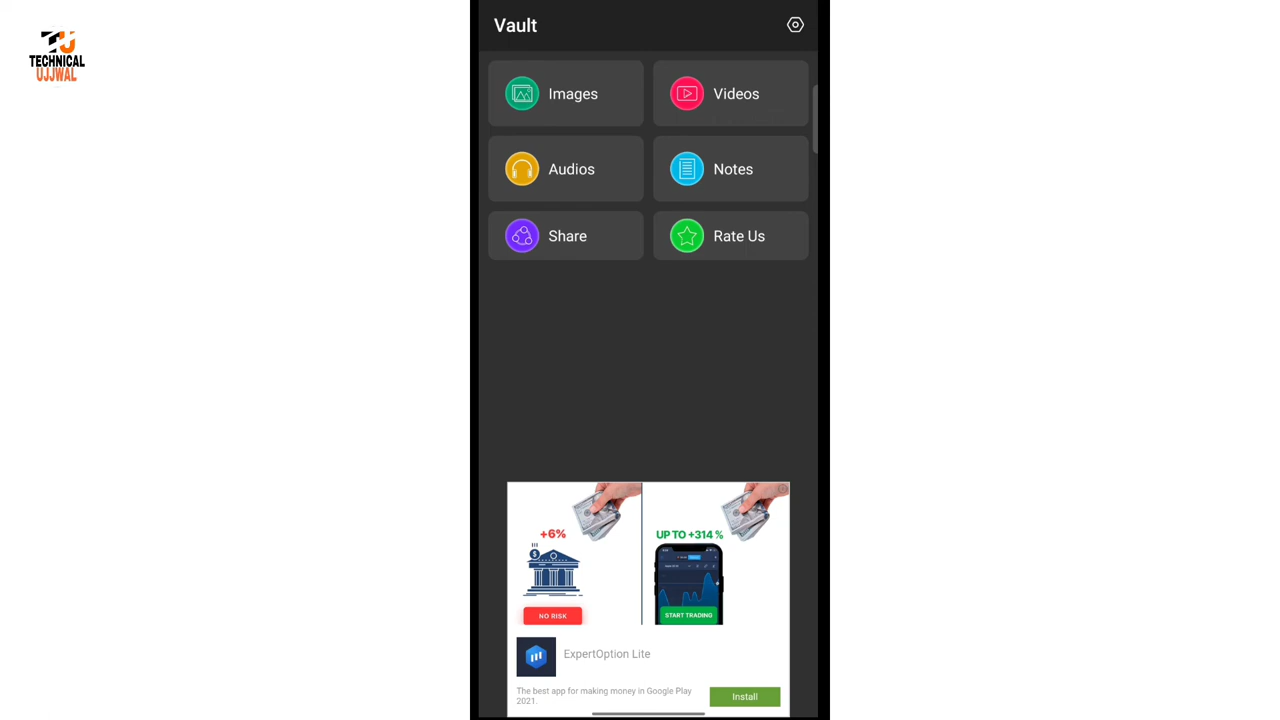 TECHNICAL
UJJWAL
Vault
Images
Videos
Audios
Notes
Share
Rate Us
+6%
UP TO +314 %
NO RISK
START TRADING
ExpertOption Lite
The best app for making money in Google Play
2021.
Install